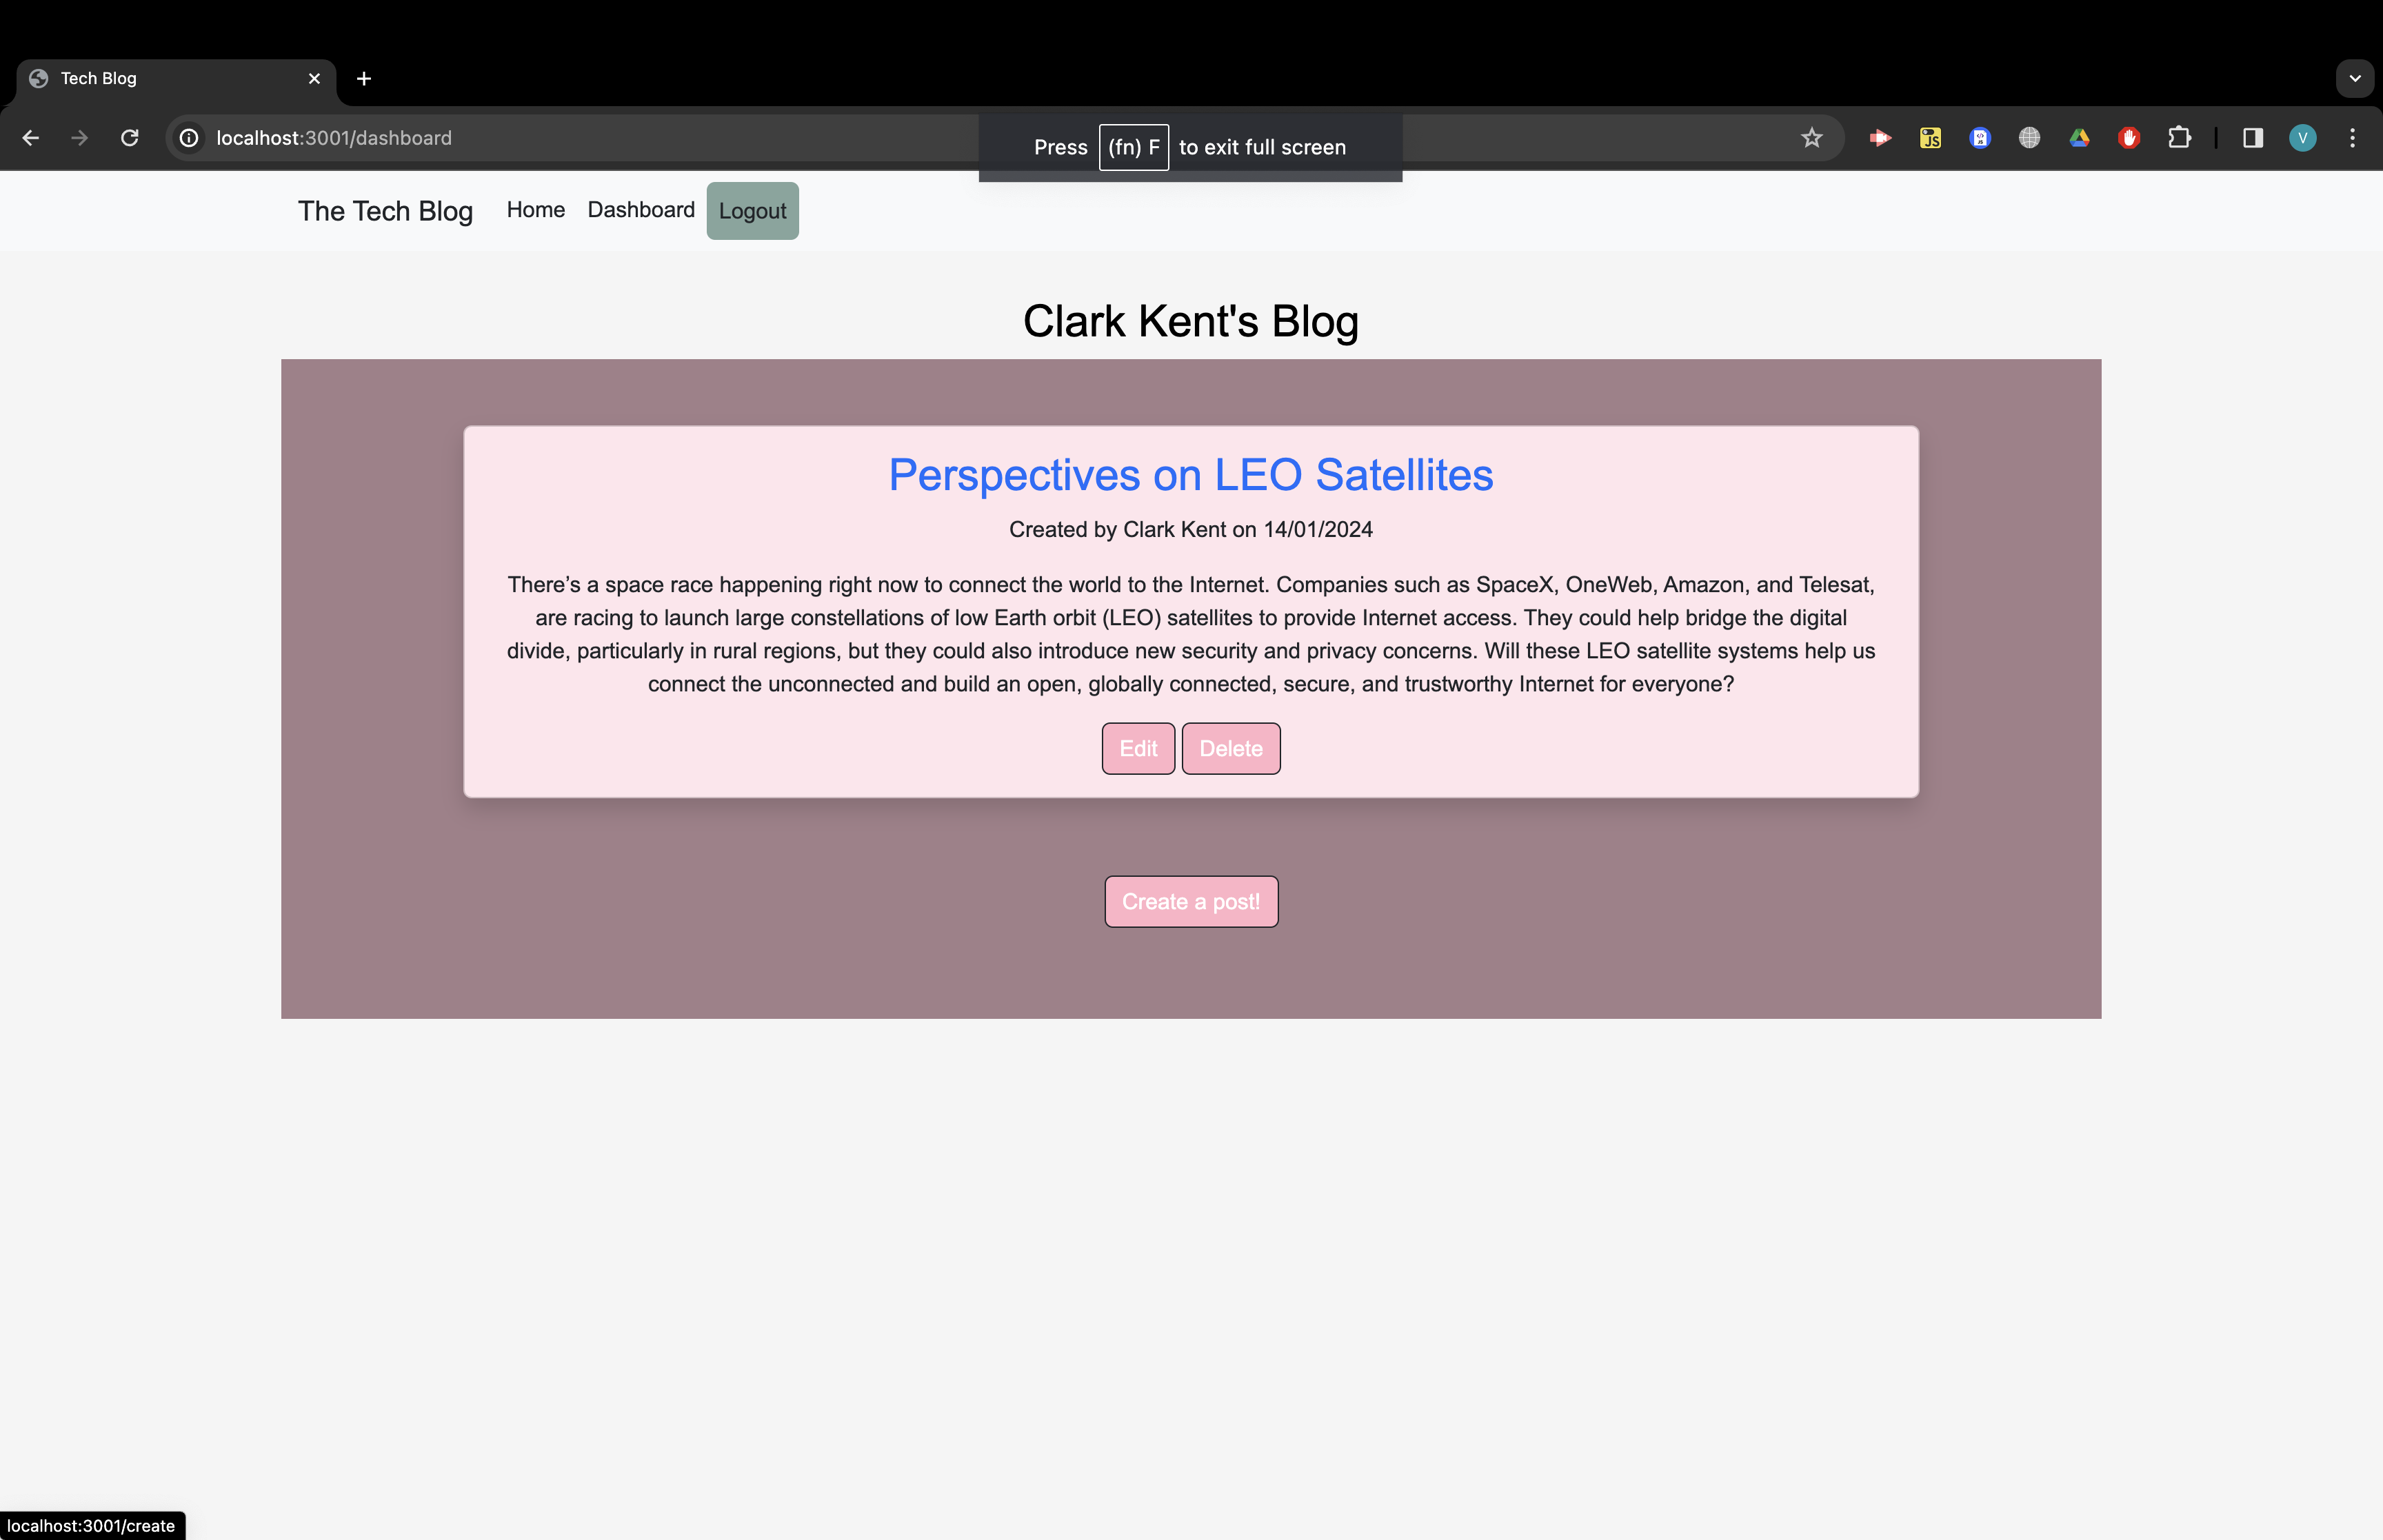 Tech Blog
localhost:3001/dashboard
Press (fn) F to exit full screen
JS
V
The Tech Blog Home Dashboard Logout
Clark Kent's Blog
Perspectives on LEO Satellites
Created by Clark Kent on 14/01/2024
There’s a space race happening right now to connect the world to the Internet. Companies such as SpaceX, OneWeb, Amazon, and Telesat,
are racing to launch large constellations of low Earth orbit (LEO) satellites to provide Internet access. They could help bridge the digital
divide, particularly in rural regions, but they could also introduce new security and privacy concerns. Will these LEO satellite systems help us
connect the unconnected and build an open, globally connected, secure, and trustworthy Internet for everyone?
Edit Delete
Create a post!
localhost:3001/create